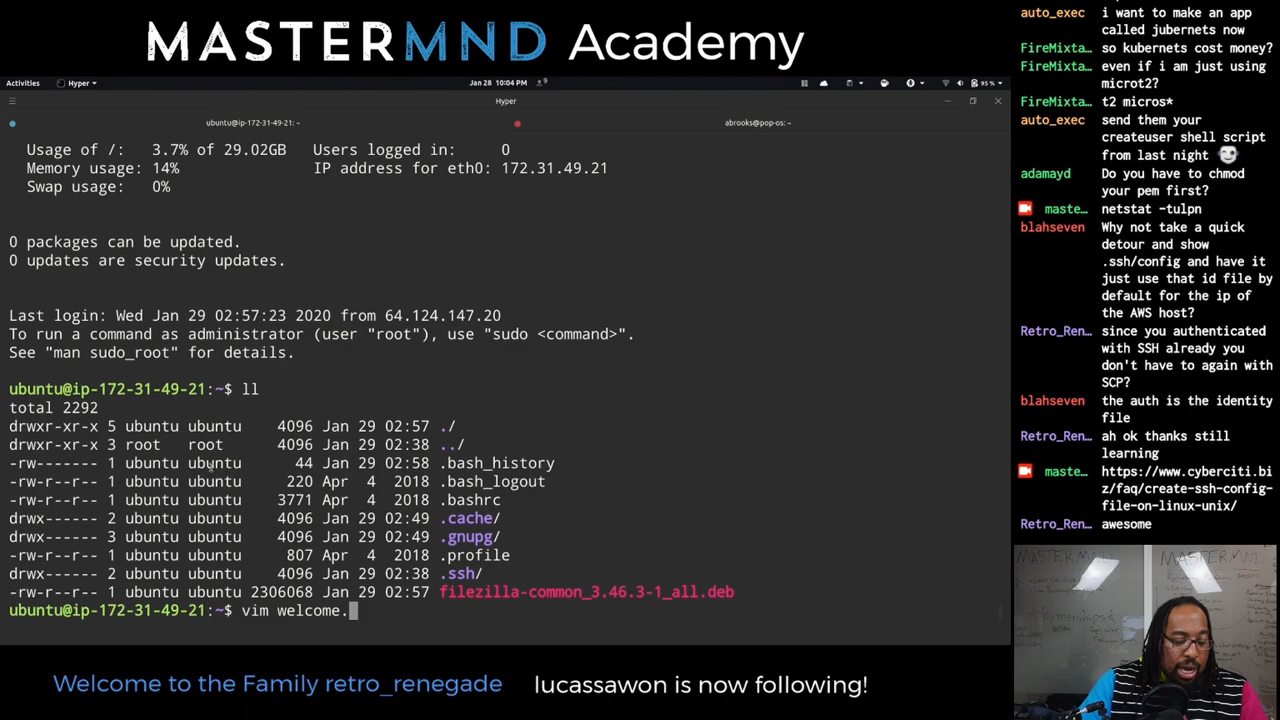 MASTERMND Academy
Activities
Hyper
Jan 28 10:04 PM
9
95 %
Hyper
ubuntu@ip-172-31-49-21: ~
abrooks@pop-os: ~
Usage of /: 3.7% of 29.02GB Users logged in: 0
Memory usage: 14% IP address for eth0: 172.31.49.21
Swap usage: 0%
0 packages can be updated.
0 updates are security updates.
Last login: Wed Jan 29 02:57:23 2020 from 64.124.147.20
To run a command as administrator (user "root"), use "sudo <command>".
See "man sudo_root" for details.
ubuntu@ip-172-31-49-21:~$ ll
total 2292
drwxr-xr-x 5 ubuntu ubuntu 4096 Jan 29 02:57 ./
drwxr-xr-x 3 root root 4096 Jan 29 02:38 ../
-rw------- 1 ubuntu ubuntu 44 Jan 29 02:58 .bash_history
-rw-r--r-- 1 ubuntu ubuntu 220 Apr 4 2018 .bash_logout
-rw-r--r-- 1 ubuntu ubuntu 3771 Apr 4 2018 .bashrc
drwx------ 2 ubuntu ubuntu 4096 Jan 29 02:49 .cache/
drwx------ 3 ubuntu ubuntu 4096 Jan 29 02:49 .gnupg/
-rw-r--r-- 1 ubuntu ubuntu 807 Apr 4 2018 .profile
drwx------ 2 ubuntu ubuntu 4096 Jan 29 02:38 .ssh/
-rw-r--r-- 1 ubuntu ubuntu 2306068 Jan 29 02:57 filezilla-common_3.46.3-1_all.deb
ubuntu@ip-172-31-49-21:~$ vim welcome.
auto_exec i want to make an app
called jubernets now
FireMixta… so kubernets cost money?
FireMixta… even if i am just using
microt2?
FireMixta… t2 micros*
auto_exec send them your
createuser shell script
from last night
adamayd Do you have to chmod
your pem first?
maste… netstat -tulpn
blahseven Why not take a quick
detour and show
.ssh/config and have it
just use that id file by
default for the ip of
the AWS host?
Retro_Ren… since you authenticated
with SSH already you
don't have to again with
SCP?
blahseven the auth is the identity
file
Retro_Ren… ah ok thanks still
learning
maste… https://www.cyberciti.bi
z/faq/create-ssh-config-
file-on-linux-unix/
Retro_Ren… awesome
Welcome to the Family retro_renegade lucassawon is now following!